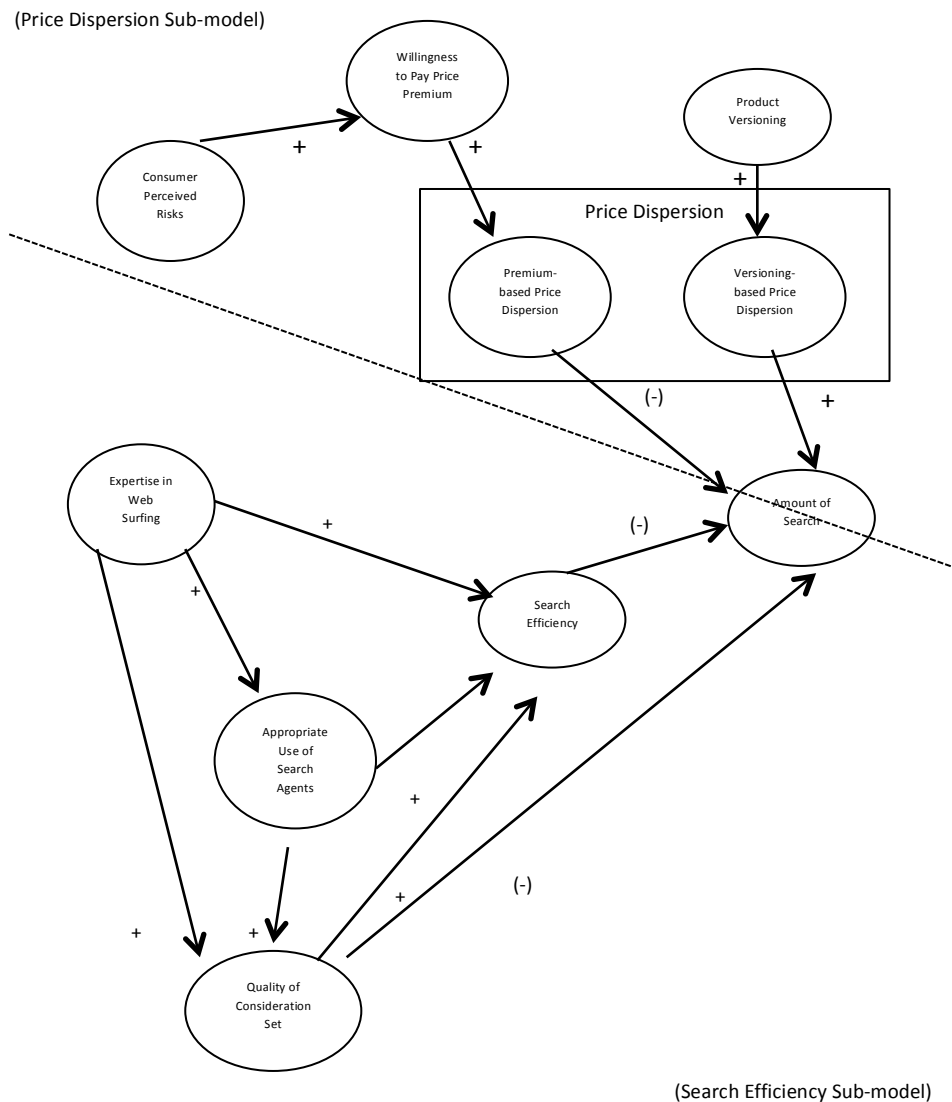 (Price Dispersion Sub-model)
Willingness
to Pay Price
Premium
Product
Versioning
+
+
+
Consumer
Perceived
Risks
Price Dispersion
Premium-
based Price
Dispersion
Versioning-
based Price
Dispersion
(-)
+
Expertise in
Web
Surfing
Amount of
Search
+
(-)
+
Search
Efficiency
Appropriate
Use of
Search
Agents
+
+
(-)
+
+
Quality of
Consideration
Set
(Search Efficiency Sub-model)